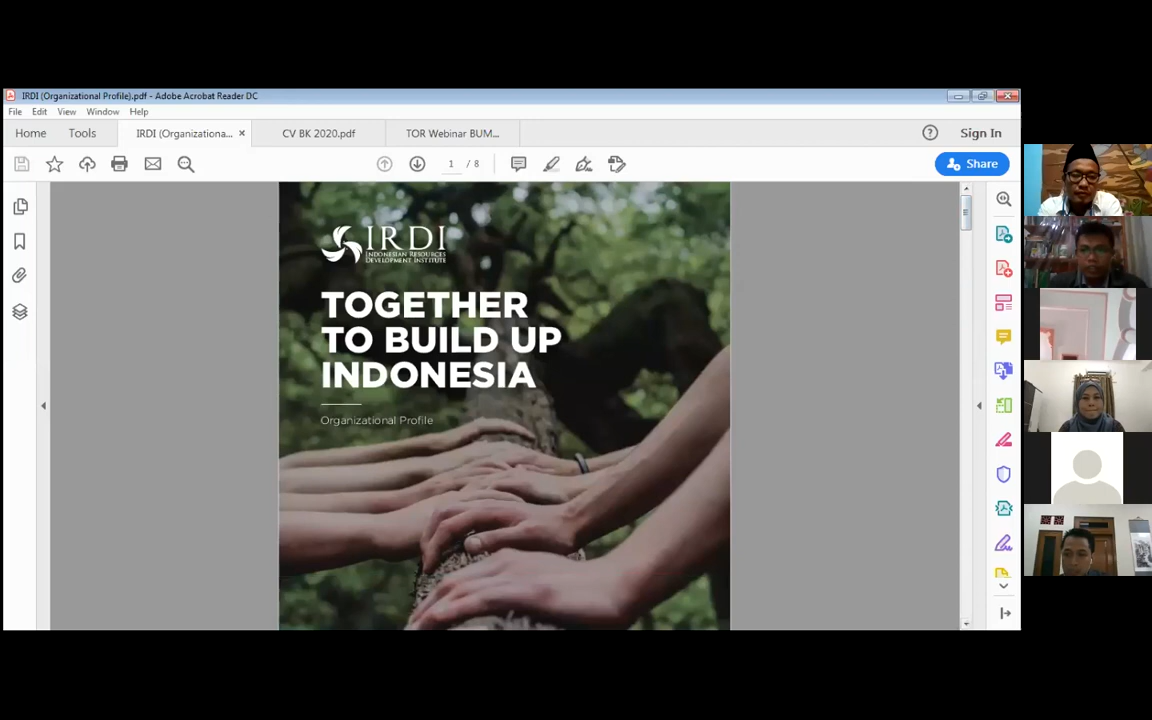 IRDI (Organizational Profile).pdf - Adobe Acrobat Reader DC
File Edit View Window Help
Home Tools IRDI (Organizationa... × CV BK 2020.pdf TOR Webinar BUM... Sign In
1 / 8 Share
IRDI
INDONESIAN RESOURCES
DEVELOPMENT INSTITUTE
TOGETHER
TO BUILD UP
INDONESIA
Organizational Profile